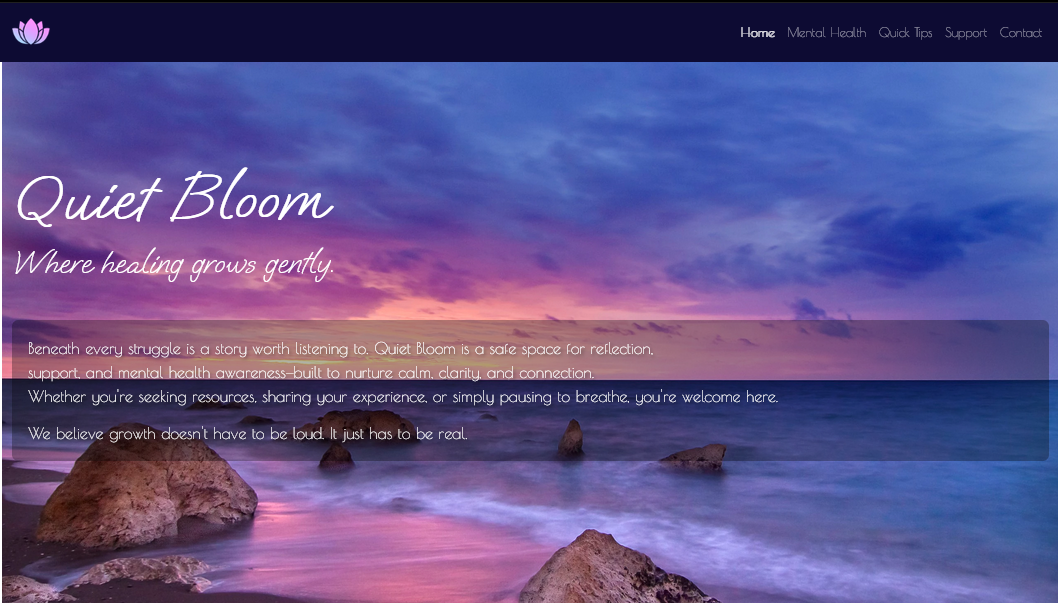 Home Mental Health Quick Tips Support Contact
Quiet Bloom
Where healing grows gently.
Beneath every struggle is a story worth listening to. Quiet Bloom is a safe space for reflection,
support, and mental health awareness—built to nurture calm, clarity, and connection.
Whether you're seeking resources, sharing your experience, or simply pausing to breathe, you're welcome here.
We believe growth doesn't have to be loud. It just has to be real.